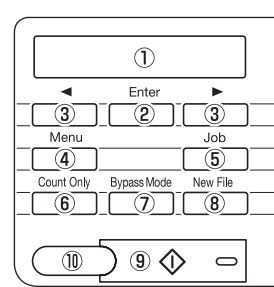 ①
◄ Enter ►
③ ② ③
Menu Job
④ ⑤
Count Only Bypass Mode New File
⑥ ⑦ ⑧
⑩ ⑨